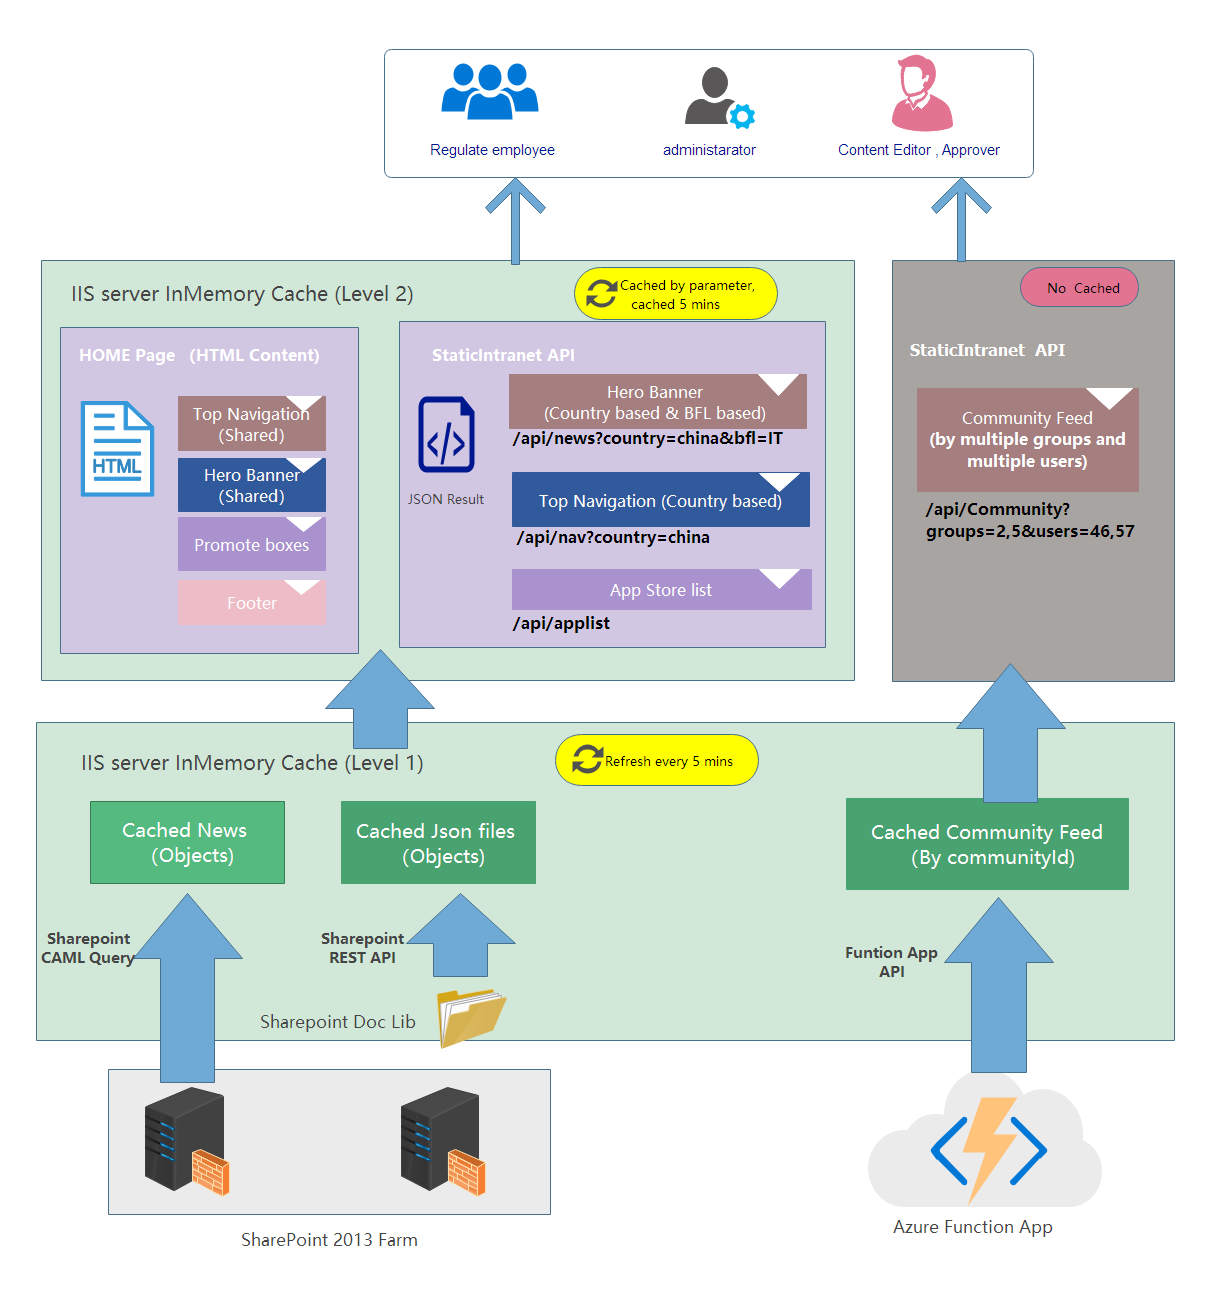 Regulate employee
administarator
Content Editor , Approver
IIS server InMemory Cache (Level 2)
Cached by parameter,
cached 5 mins
No Cached
HOME Page (HTML Content)
HTML
Top Navigation
(Shared)
Hero Banner
(Shared)
Promote boxes
Footer
StaticIntranet API
JSON Result
Hero Banner
(Country based & BFL based)
/api/news?country=china&bfl=IT
Top Navigation (Country based)
/api/nav?country=china
App Store list
/api/applist
StaticIntranet API
Community Feed
(by multiple groups and
multiple users)
/api/Community?
groups=2,5&users=46,57
IIS server InMemory Cache (Level 1)
Refresh every 5 mins
Cached News
(Objects)
Cached Json files
(Objects)
Cached Community Feed
(By communityId)
Sharepoint
CAML Query
Sharepoint
REST API
Funtion App
API
Sharepoint Doc Lib
SharePoint 2013 Farm
Azure Function App